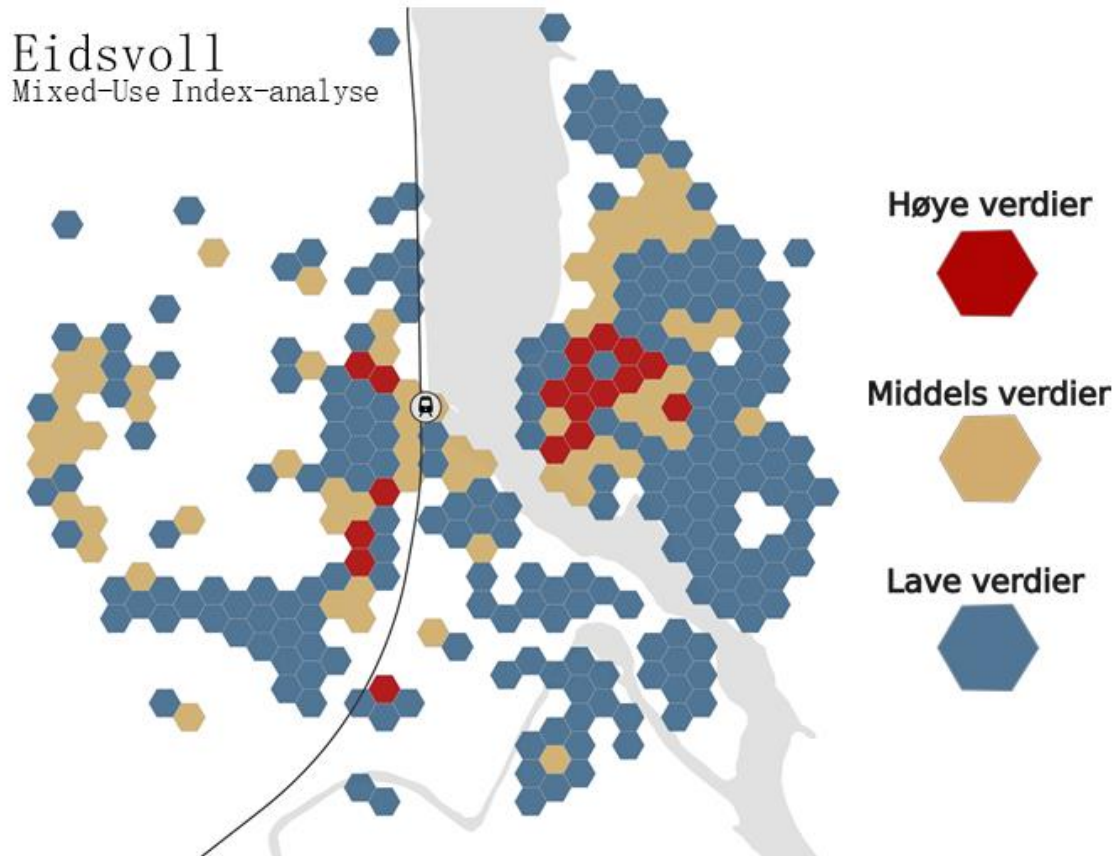 Eidsvoll
Mixed-Use Index-analyse
Høye verdier
Middels verdier
Lave verdier